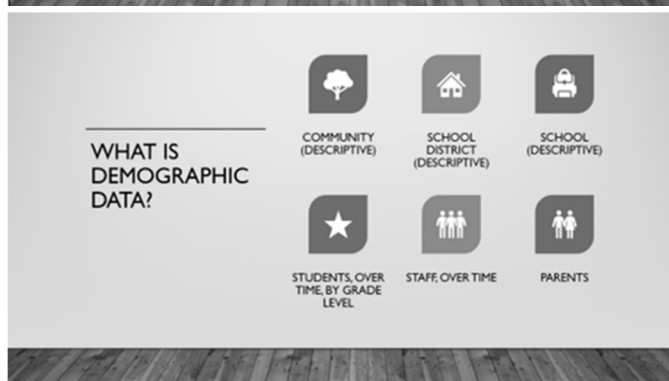 WHAT IS
DEMOGRAPHIC
DATA?
COMMUNITY
(DESCRIPTIVE)
SCHOOL
DISTRICT
(DESCRIPTIVE)
SCHOOL
(DESCRIPTIVE)
STUDENTS, OVER
TIME, BY GRADE
LEVEL
STAFF, OVER TIME
PARENTS